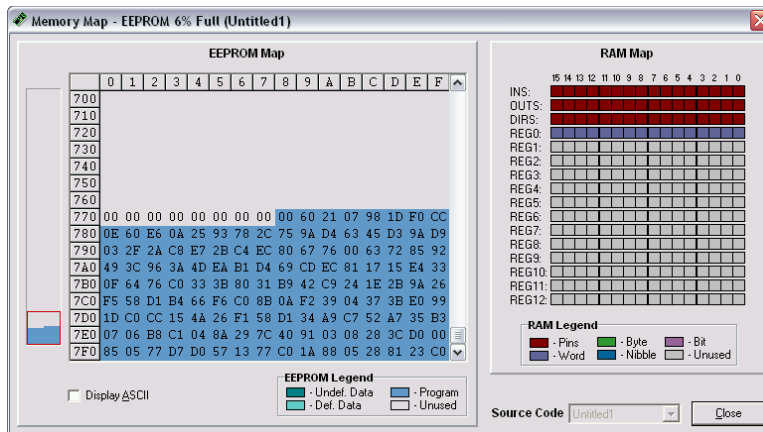 Memory Map - EEPROM 6% Full (Untitled1)
EEPROM Map
0 1 2 3 4 5 6 7 8 9 A B C D E F
700
710
720
730
740
750
760
770 00 00 00 00 00 00 00 00 00 60 21 07 98 1D F0 CC
780 0E 60 E6 0A 25 93 78 2C 75 9A D4 63 45 D3 9A D9
790 03 2F 2A C8 E7 2B C4 EC 80 67 76 00 63 72 85 92
7A0 49 3C 96 3A 4D EA B1 D4 69 CD EC 81 17 15 E4 33
7B0 0F 64 76 C0 33 3B 80 31 B9 42 C9 24 1E 2B 9A 26
7C0 F5 58 D1 B4 66 F6 C0 8B 0A F2 39 04 37 3B E0 99
7D0 1D C0 CC 15 4A 26 F1 58 D1 34 A9 C7 52 A7 35 B3
7E0 07 06 B8 C1 04 8A 29 7C 40 91 03 08 28 3C D0 00
7F0 85 05 77 D7 D0 57 13 77 C0 1A 88 05 28 81 23 C0
Display ASCII
EEPROM Legend
- Undef. Data - Program
- Def. Data - Unused
RAM Map
15 14 13 12 11 10 9 8 7 6 5 4 3 2 1 0
INS:
OUTS:
DIRS:
REG0:
REG1:
REG2:
REG3:
REG4:
REG5:
REG6:
REG7:
REG8:
REG9:
REG10:
REG11:
REG12:
RAM Legend
- Pins - Byte - Bit
- Word - Nibble - Unused
Source Code Untitled1 Close